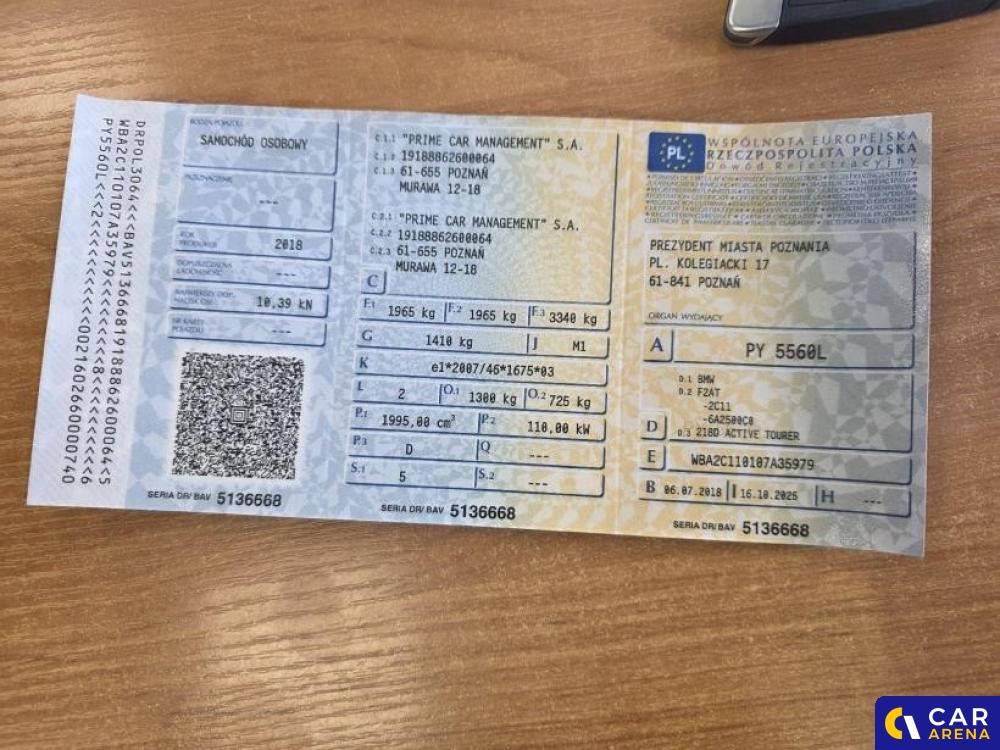 DRPOL3064<<<BAV5136668191888626000064<5
WBA2C110107A35979<<<<<<<<8<<<<<<<<<<<<6
PY5560L<<2<<<<<<<<<<<<<0021602660000740
RODZAJ POJAZDU
SAMOCHÓD OSOBOWY
PRZEZNACZENIE
---
ROK PRODUKCJI
2018
DOPUSZCZALNA ŁADOWNOŚĆ
---
NAJWIĘKSZY DOP. NACISK OSI
10,39 kN
NR KARTY POJAZDU
---
SERIA DR/BAV 5136668
C.1.1 "PRIME CAR MANAGEMENT" S.A.
19188862600064
C.1.3 61-655 POZNAŃ
MURAWA 12-18
C.2.1 "PRIME CAR MANAGEMENT" S.A.
C.2.2 19188862600064
C.2.3 61-655 POZNAŃ
MURAWA 12-18
C
F.1 1965 kg F.2 1965 kg F.3 3340 kg
G 1410 kg J M1
K e1*2007/46*1675*03
L 2 O.1 1300 kg O.2 725 kg
P.1 1995,00 cm³ P.2 110,00 kW
P.3 D Q ---
S.1 5 S.2 ---
SERIA DR/BAV 5136668
PL
WSPÓLNOTA EUROPEJSKA
RZECZPOSPOLITA POLSKA
Dowód Rejestracyjny
PREZYDENT MIASTA POZNANIA
PL. KOLEGIACKI 17
61-841 POZNAŃ
ORGAN WYDAJĄCY
A PY 5560L
D.1 BMW
D.2 F2AT
-2C11
-6A2500C0
D
D.3 218D ACTIVE TOURER
E WBA2C110107A35979
B 06.07.2018 I 16.10.2025 H ---
SERIA DR/BAV 5136668
CAR
ARENA